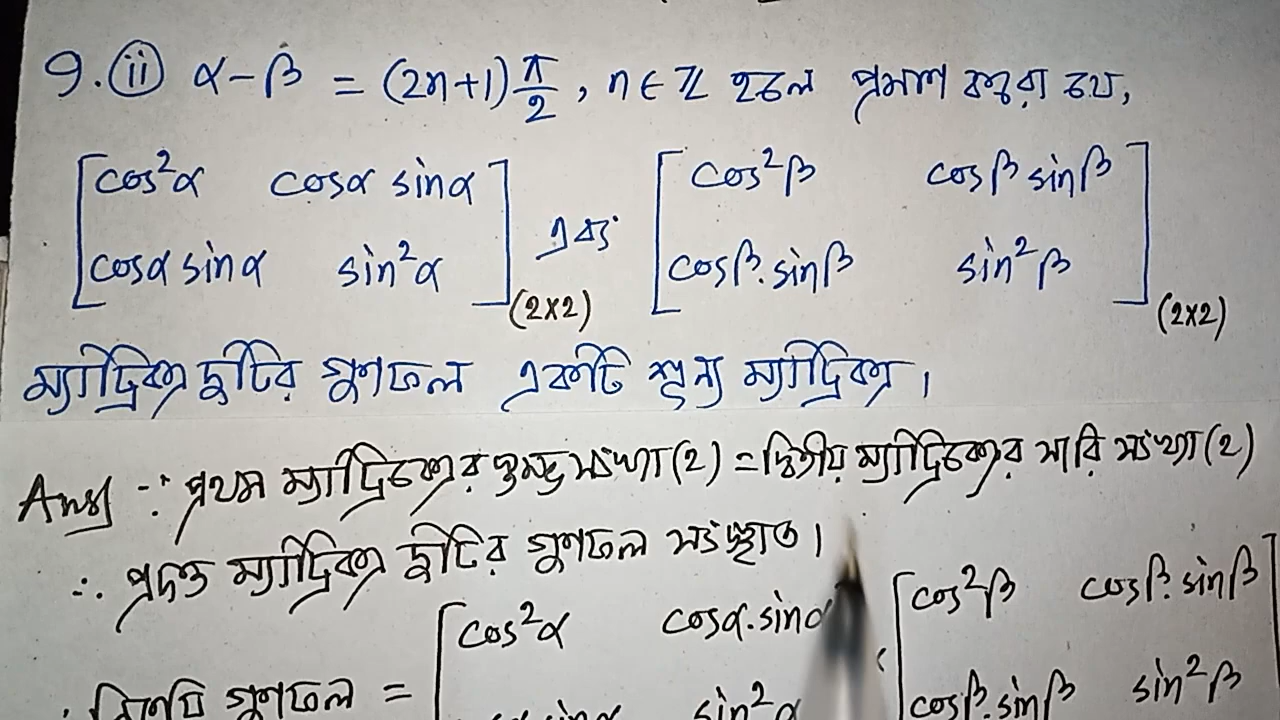 9. (ii) α-β = (2n+1) π/2 , n ∈ ℤ হলে প্রমাণ করো যে,
[cos²α cosα sinα] এবং [cos²β cosβ sinβ]
[cosα sinα sin²α] (2×2) [cosβ.sinβ sin²β] (2×2)
ম্যাট্রিক্স দুটির গুণফল একটি শূন্য ম্যাট্রিক্স।
Ans ∵ প্রথম ম্যাট্রিক্সের স্তম্ভ সংখ্যা (2) = দ্বিতীয় ম্যাট্রিক্সের সারি সংখ্যা (2)
∴ প্রদত্ত ম্যাট্রিক্স দুটির গুণফল সংজ্ঞাত।
[cos²α cosα.sinα [cos²β cosβ.sinβ]
∴ নির্ণেয় গুণফল = sin²α cosβ.sinβ sin²β